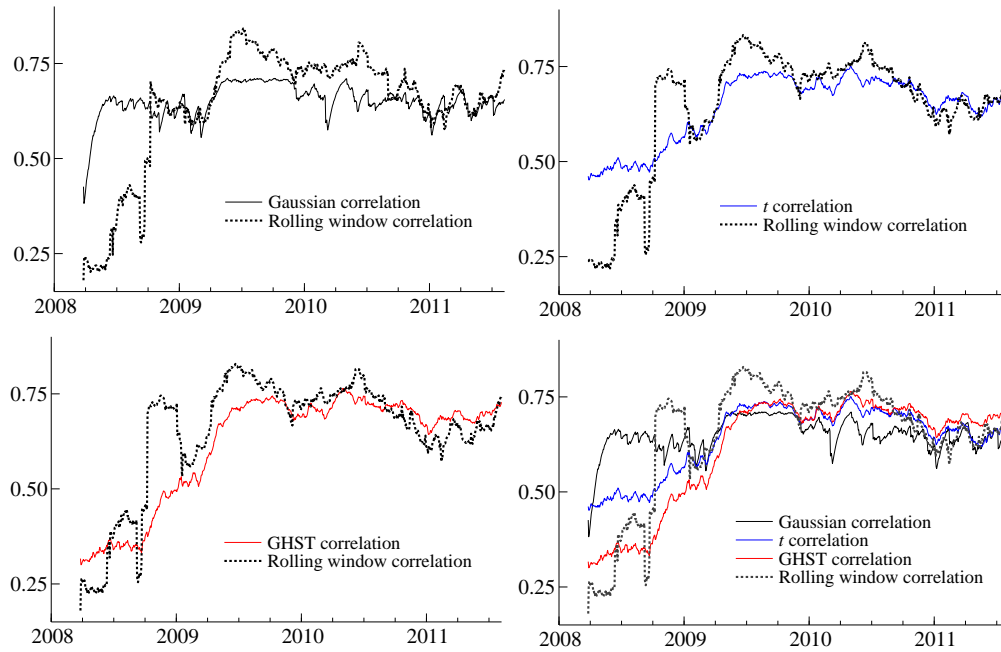 0.75
0.50
0.25
Gaussian correlation
Rolling window correlation
2008 2009 2010 2011
0.75
0.50
0.25
t correlation
Rolling window correlation
2008 2009 2010 2011
0.75
0.50
0.25
GHST correlation
Rolling window correlation
2008 2009 2010 2011
0.75
0.50
0.25
Gaussian correlation
t correlation
GHST correlation
Rolling window correlation
2008 2009 2010 2011